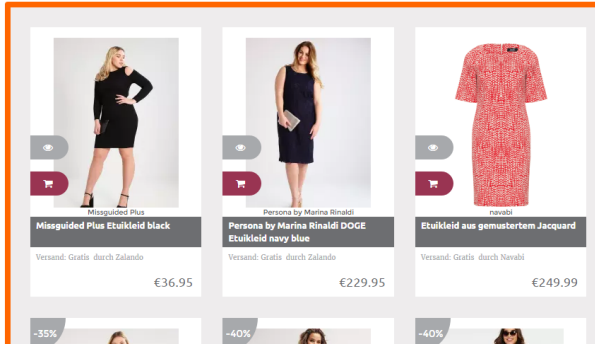 Missguided Plus
Missguided Plus Etuikleid black
Versand: Gratis durch Zalando
€36.95
Persona by Marina Rinaldi
Persona by Marina Rinaldi DOGE
Etuikleid navy blue
Versand: Gratis durch Zalando
€229.95
navabi
Etuikleid aus gemustertem Jacquard
Versand: Gratis durch Navabi
€249.99
-35%
-40%
-40%